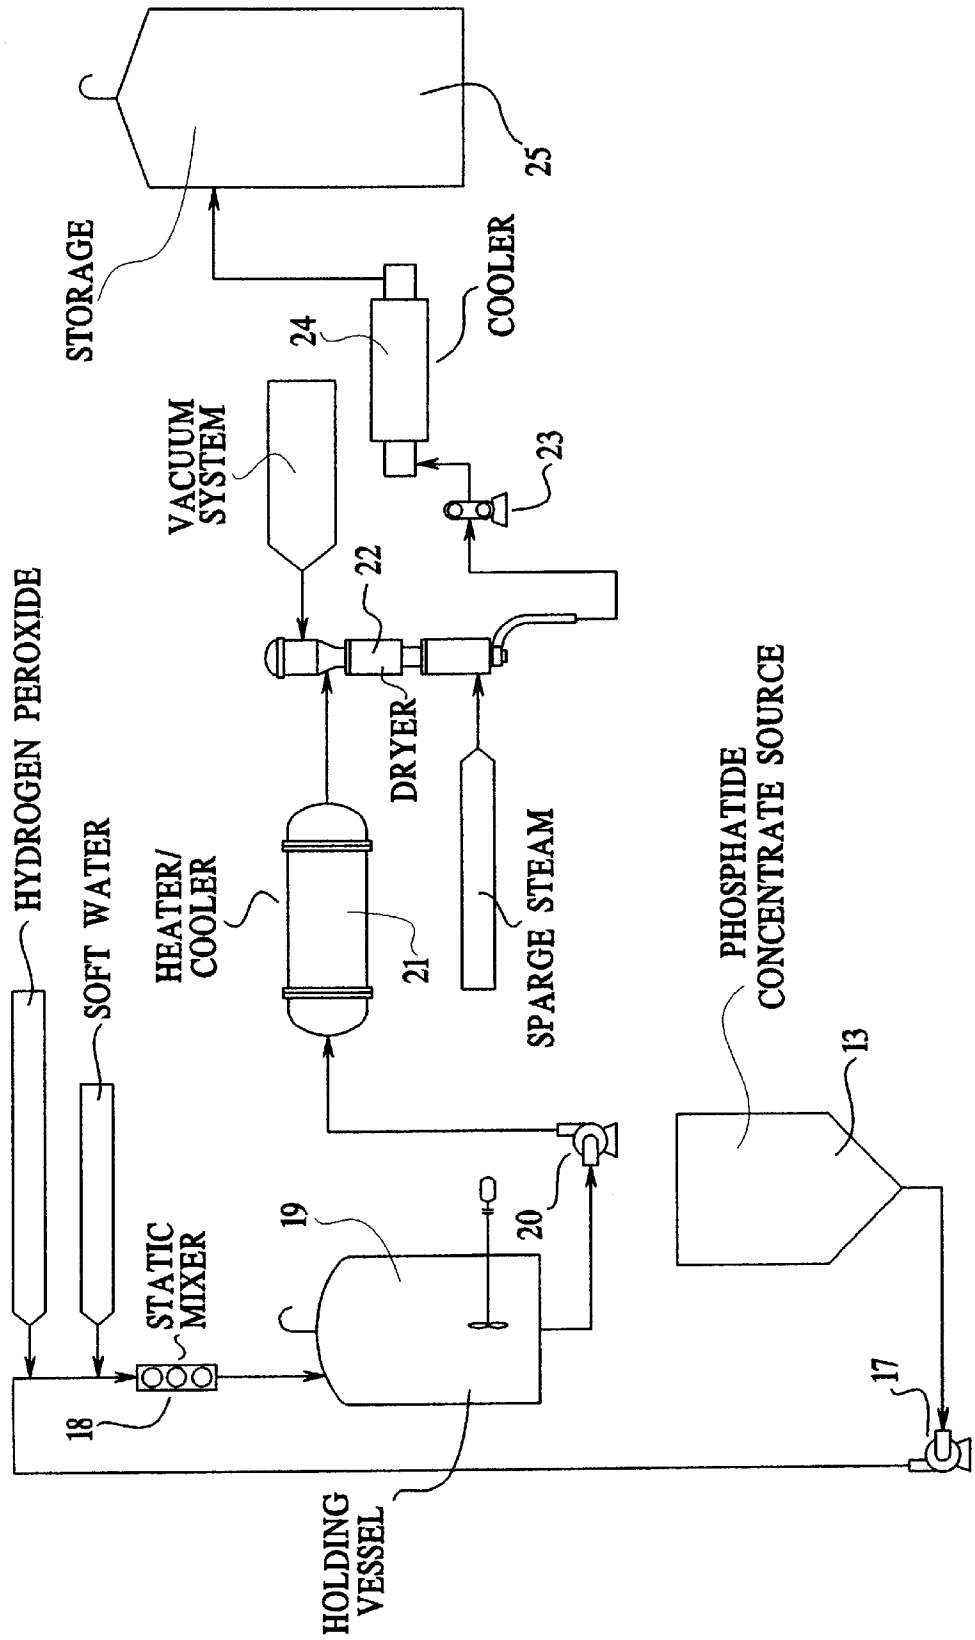 HYDROGEN PEROXIDE
SOFT WATER
STATIC
MIXER
18
HOLDING
VESSEL
19
20
HEATER/
COOLER
21
VACUUM
SYSTEM
DRYER
22
SPARGE STEAM
23
24
COOLER
STORAGE
25
PHOSPHATIDE
CONCENTRATE SOURCE
13
17